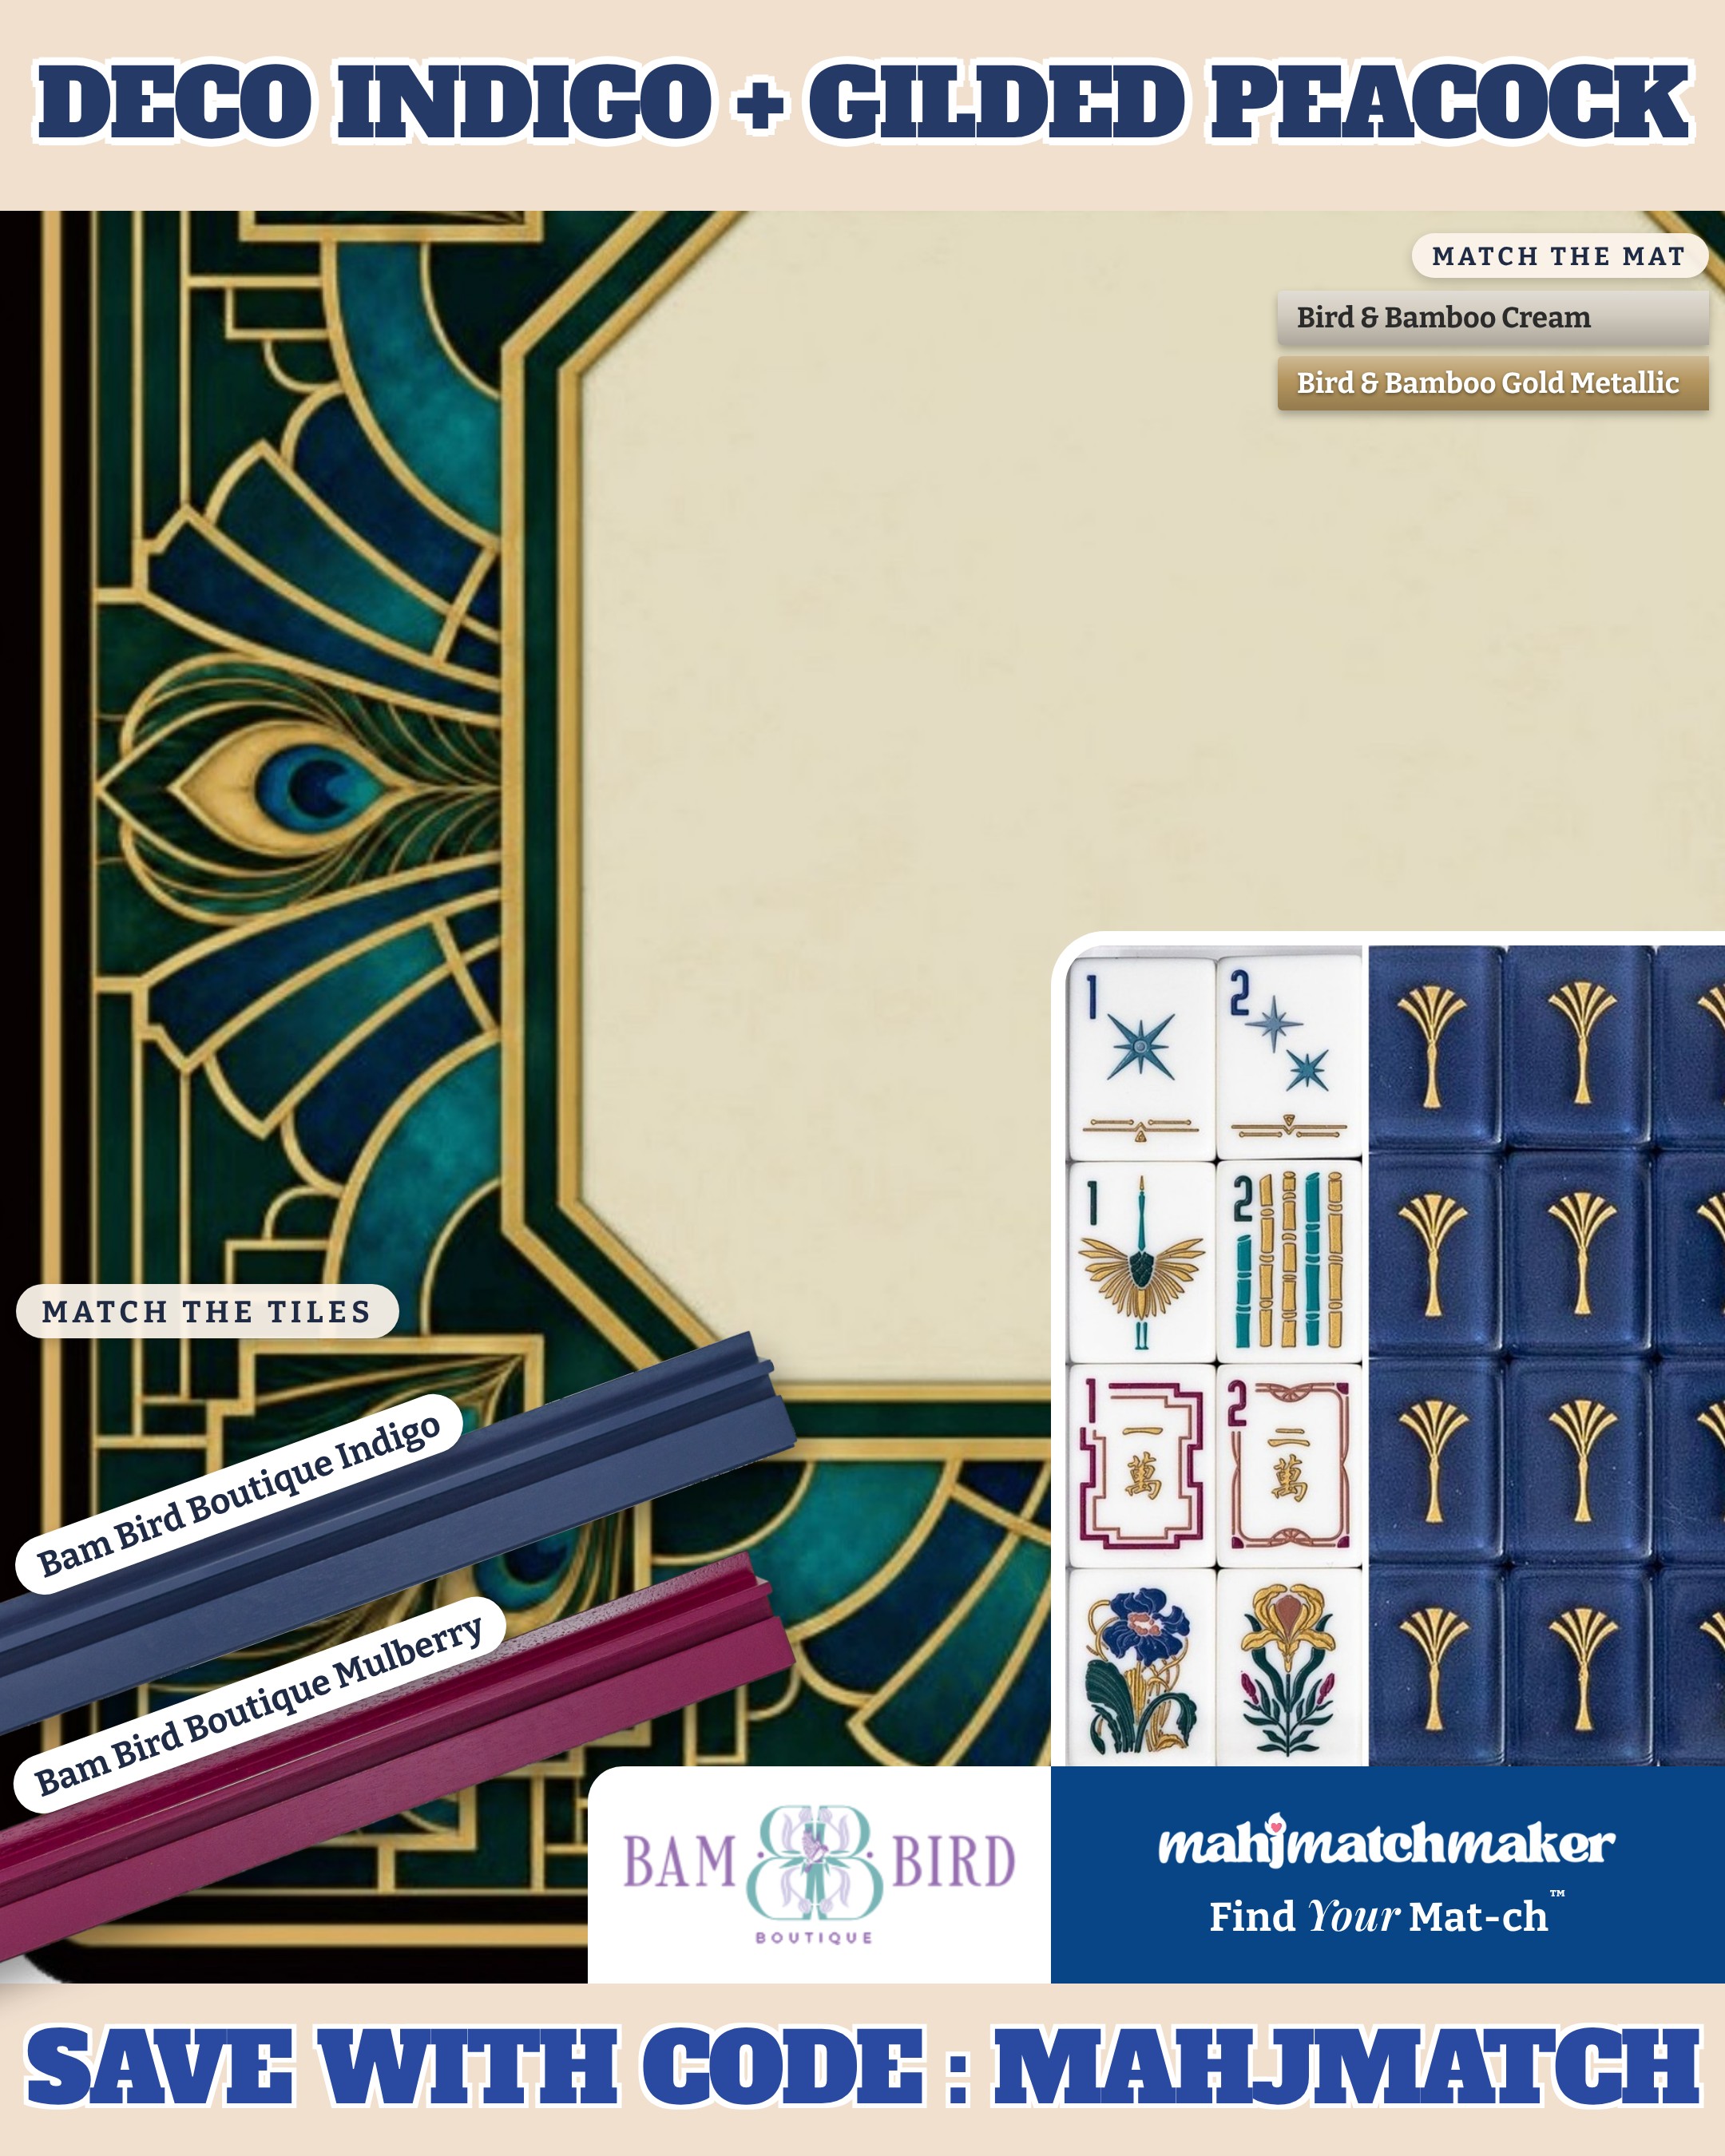 DECO INDIGO + GILDED PEACOCK
MATCH THE MAT
Bird & Bamboo Cream
Bird & Bamboo Gold Metallic
1
2
1
2
1
2
一
二
萬
萬
MATCH THE TILES
Bam Bird Boutique Indigo
Bam Bird Boutique Mulberry
BAM BIRD
BOUTIQUE
mahjmatchmaker
Find Your Mat-ch™
SAVE WITH CODE : MAHJMATCH